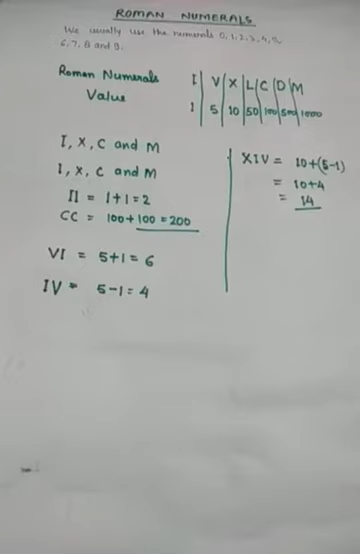 ROMAN NUMERALS
We usually use the numerals 0, 1, 2, 3, 4, 5,
6, 7, 8 and 9.
Roman Numerals I | V | X | L | C | D | M
Value 1 | 5 | 10 | 50 | 100 | 500 | 1000
I, X, C and M
I, X, C and M
II = 1+1=2
CC = 100+100=200
VI = 5+1=6
IV = 5-1=4
XIV = 10+(5-1)
= 10+4
= 14